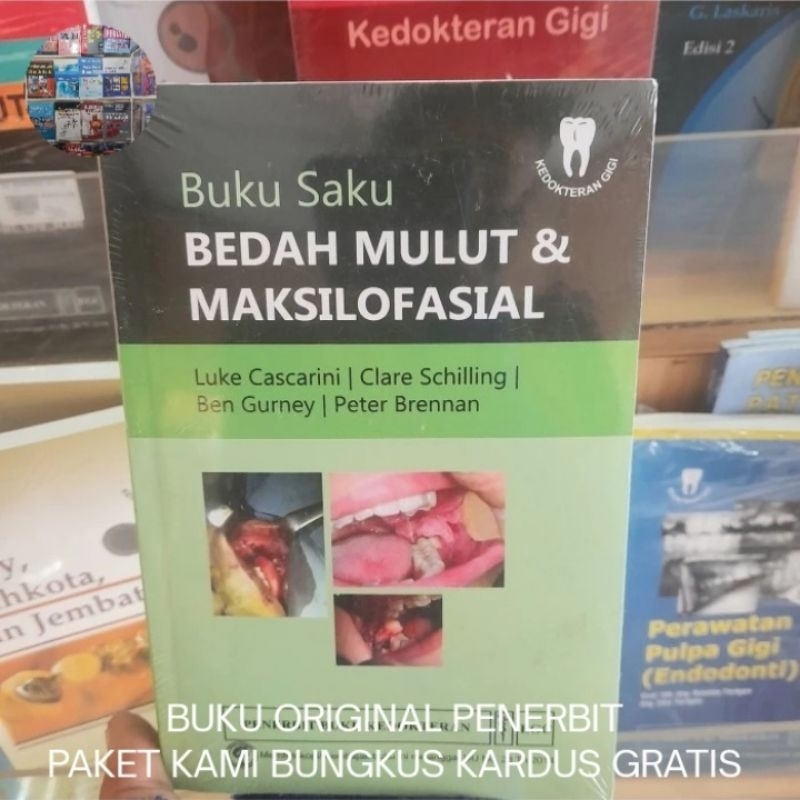 Kedokteran Gigi
G. Laskaris
Edisi 2
KEDOKTERAN GIGI
Buku Saku
BEDAH MULUT &
MAKSILOFASIAL
Luke Cascarini | Clare Schilling |
Ben Gurney | Peter Brennan
Perawatan
Pulpa Gigi
(Endodonti)
BUKU ORIGINAL PENERBIT
PAKET KAMI BUNGKUS KARDUS GRATIS